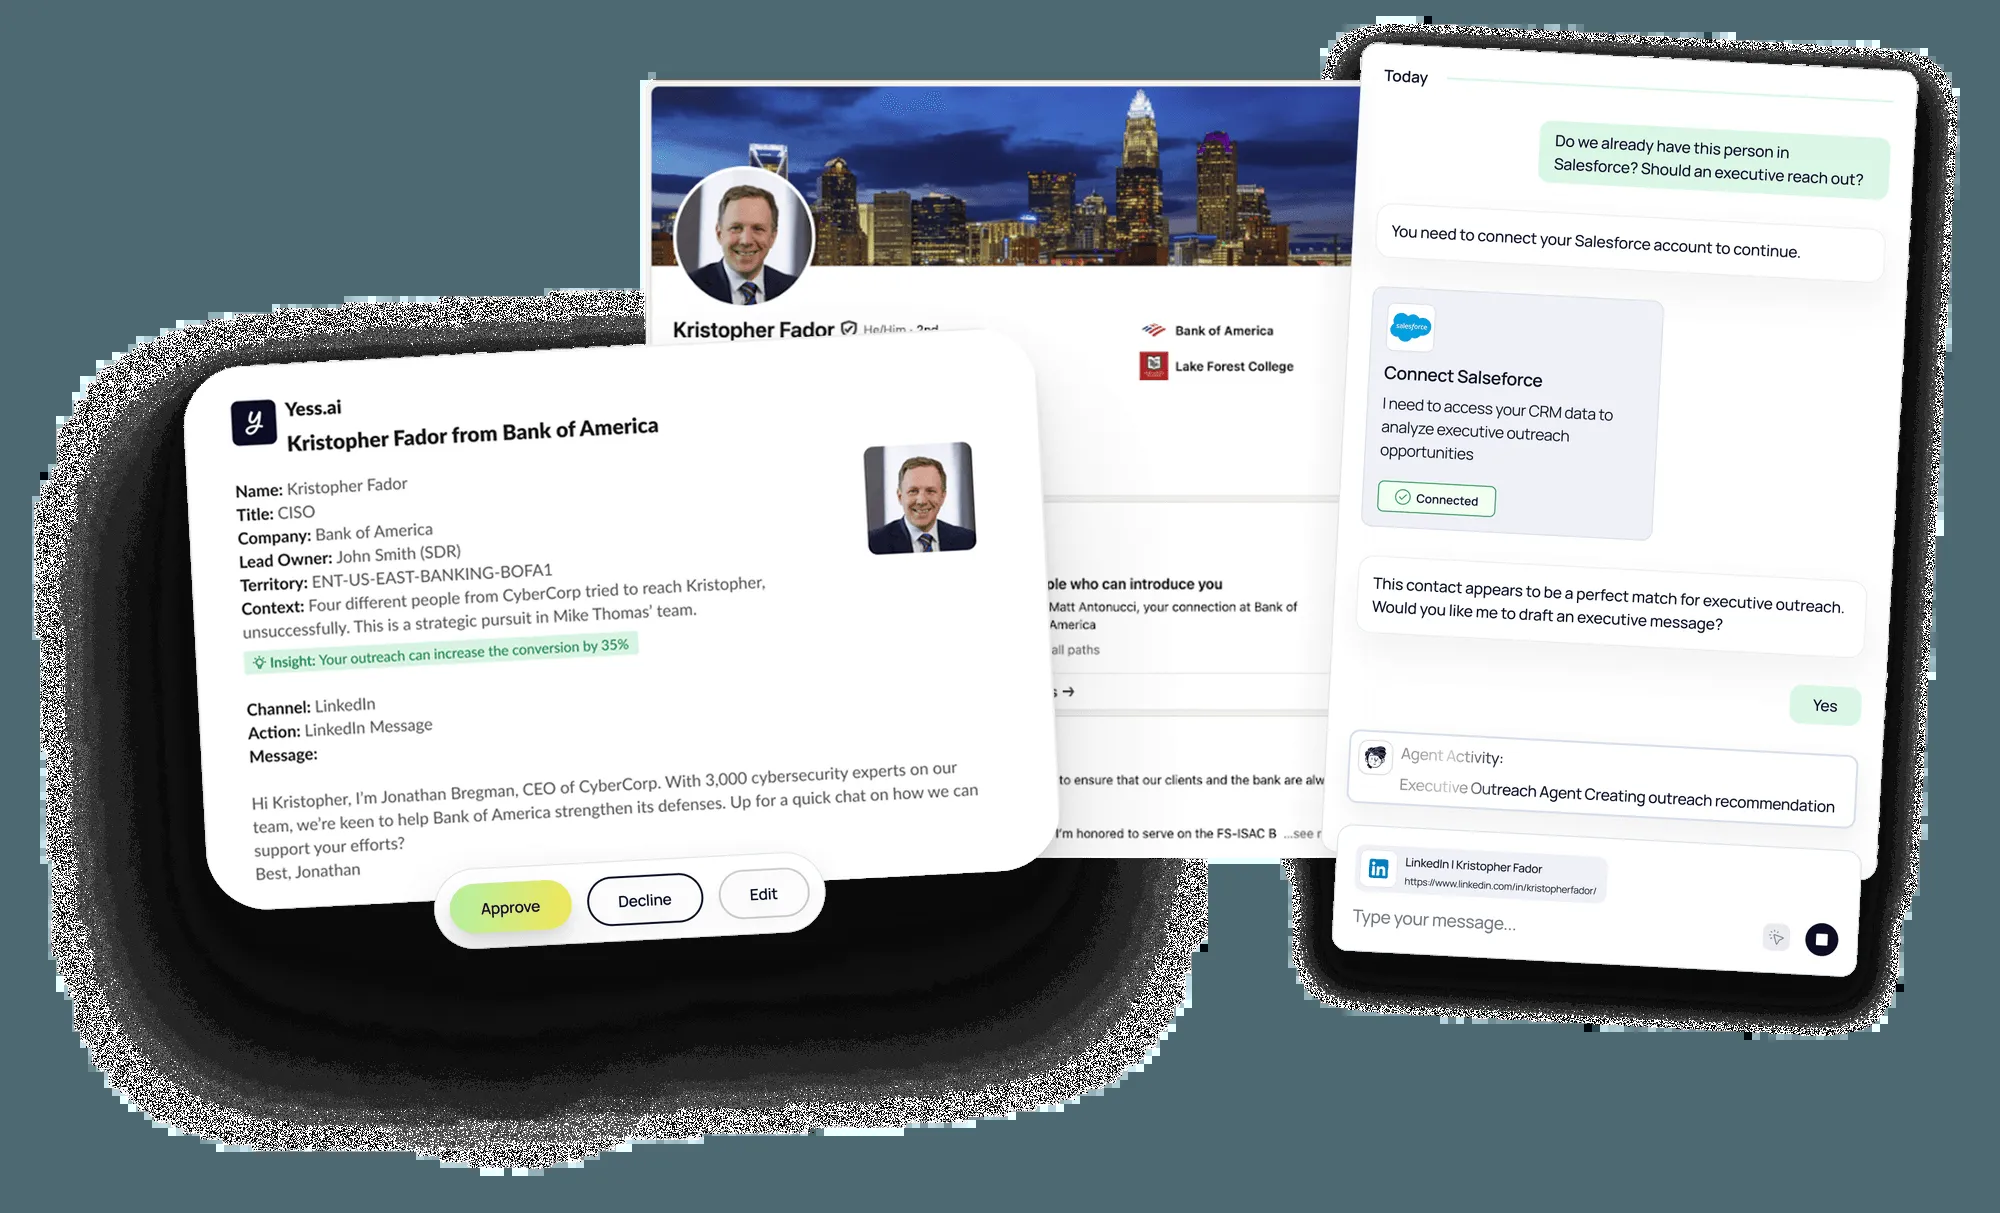 Kristopher Fador He/Him · 2nd
Bank of America
Lake Forest College
ple who can introduce you
Matt Antonucci, your connection at Bank of
America
all paths
s →
to ensure that our clients and the bank are alw
I'm honored to serve on the FS-ISAC B ...see r
y
Yess.ai
Kristopher Fador from Bank of America
Name: Kristopher Fador
Title: CISO
Company: Bank of America
Lead Owner: John Smith (SDR)
Territory: ENT-US-EAST-BANKING-BOFA1
Context: Four different people from CyberCorp tried to reach Kristopher,
unsuccessfully. This is a strategic pursuit in Mike Thomas' team.
Insight: Your outreach can increase the conversion by 35%
Channel: LinkedIn
Action: LinkedIn Message
Message:
Hi Kristopher, I'm Jonathan Bregman, CEO of CyberCorp. With 3,000 cybersecurity experts on our
team, we're keen to help Bank of America strengthen its defenses. Up for a quick chat on how we can
support your efforts?
Best, Jonathan
Approve
Decline
Edit
Today
Do we already have this person in
Salesforce? Should an executive reach out?
You need to connect your Salesforce account to continue.
salesforce
Connect Salseforce
I need to access your CRM data to
analyze executive outreach
opportunities
Connected
This contact appears to be a perfect match for executive outreach.
Would you like me to draft an executive message?
Yes
Agent Activity:
Executive Outreach Agent Creating outreach recommendation
in
LinkedIn | Kristopher Fador
https://www.linkedin.com/in/kristopherfador/
Type your message...